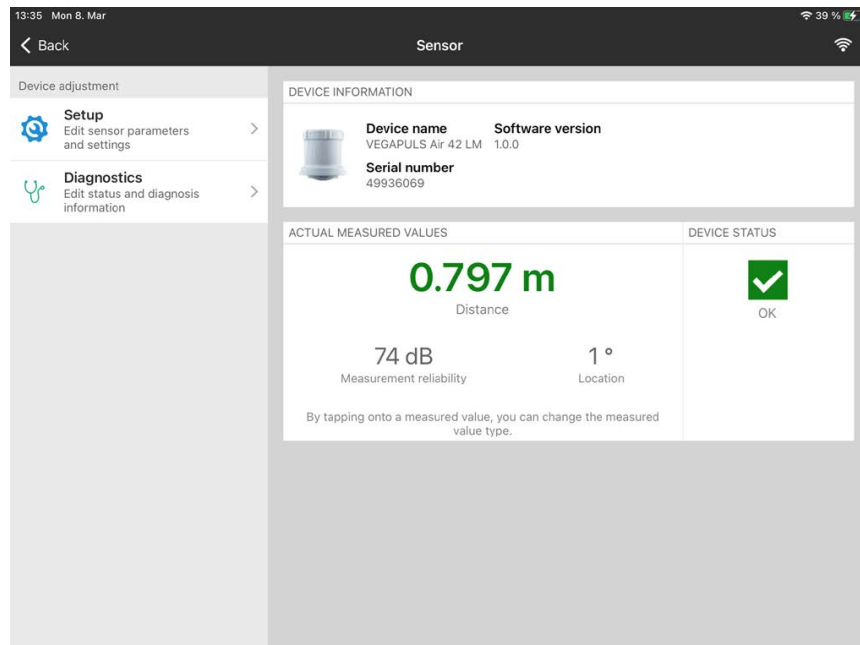 13:35 Mon 8. Mar
39 %
Back
Sensor
Device adjustment
Setup
Edit sensor parameters
and settings
Diagnostics
Edit status and diagnosis
information
DEVICE INFORMATION
Device name
VEGAPULS Air 42 LM
Software version
1.0.0
Serial number
49936069
ACTUAL MEASURED VALUES
0.797 m
Distance
74 dB
Measurement reliability
1 °
Location
By tapping onto a measured value, you can change the measured
value type.
DEVICE STATUS
OK